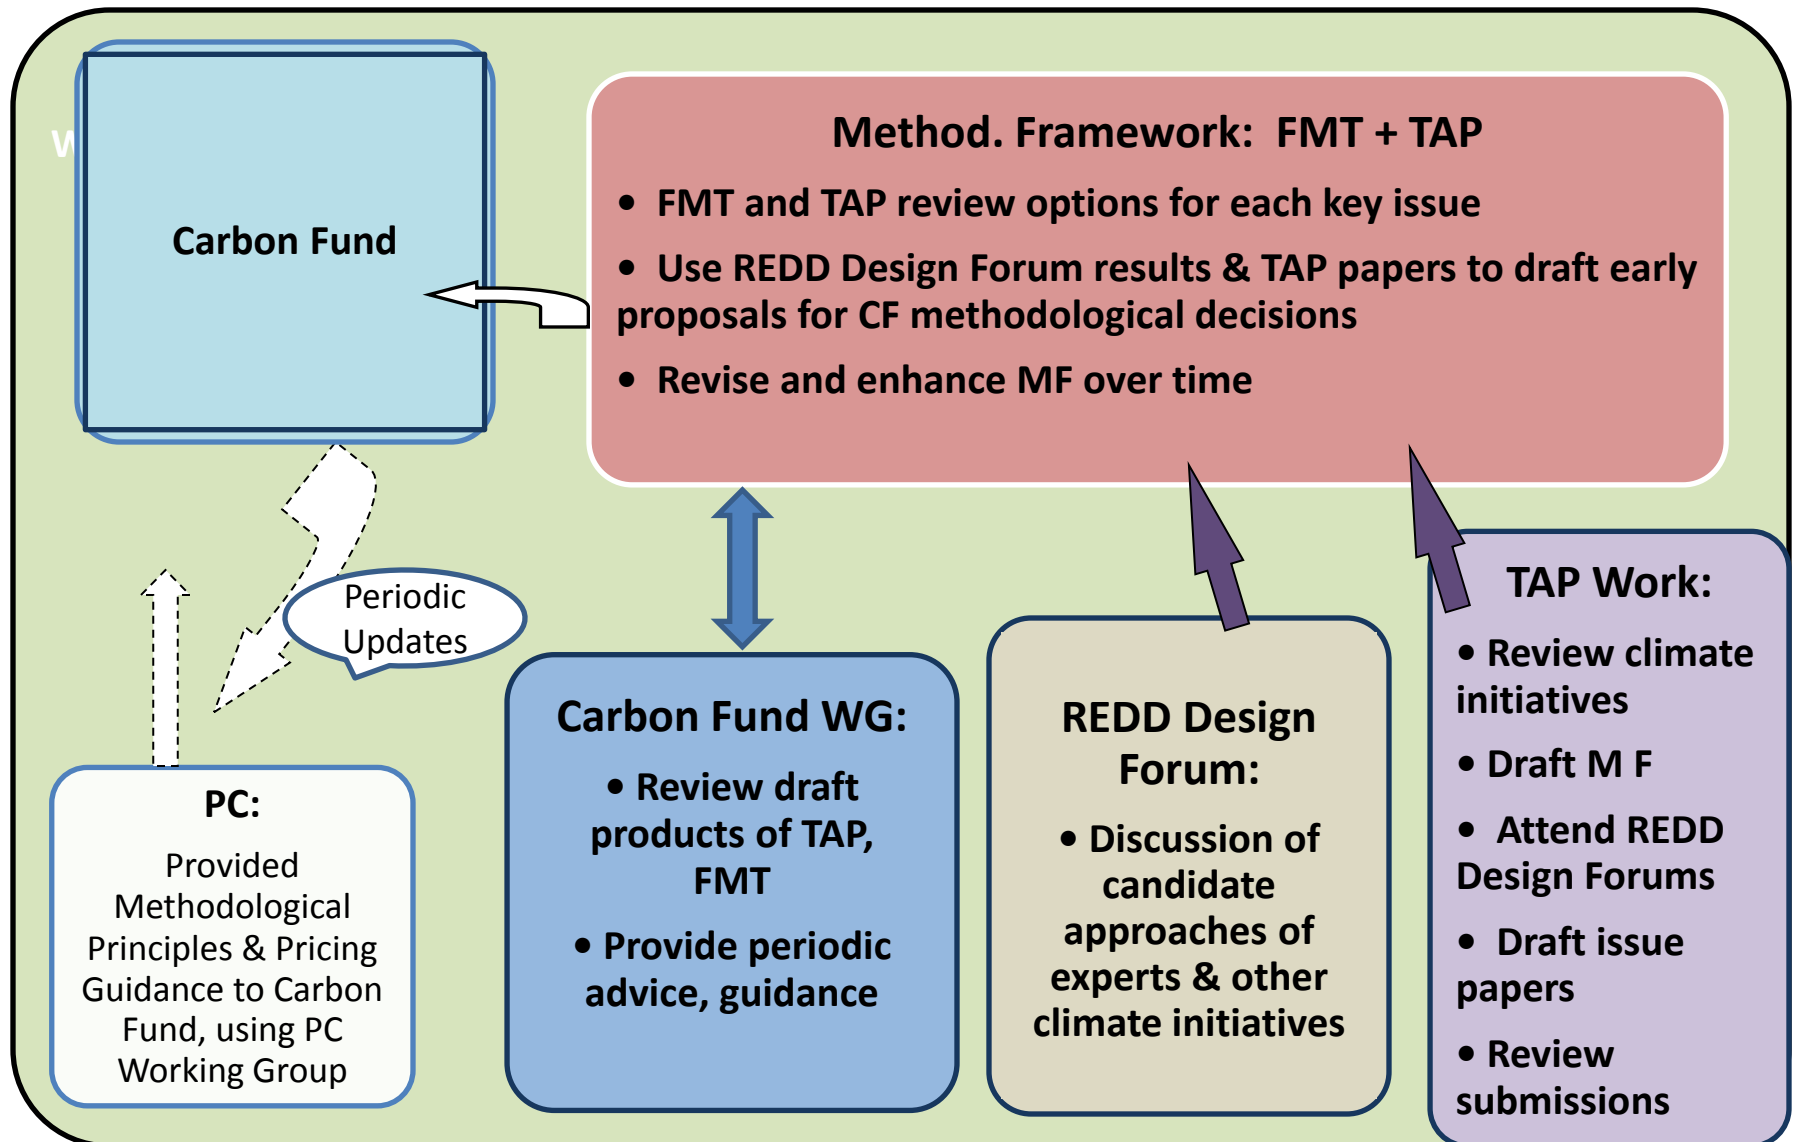 Carbon Fund
Method. Framework: FMT + TAP
• FMT and TAP review options for each key issue
• Use REDD Design Forum results & TAP papers to draft early
proposals for CF methodological decisions
• Revise and enhance MF over time
Periodic
Updates
PC:
Provided
Methodological
Principles & Pricing
Guidance to Carbon
Fund, using PC
Working Group
Carbon Fund WG:
• Review draft
products of TAP,
FMT
• Provide periodic
advice, guidance
REDD Design
Forum:
• Discussion of
candidate
approaches of
experts & other
climate initiatives
TAP Work:
• Review climate
initiatives
• Draft M F
• Attend REDD
Design Forums
• Draft issue
papers
• Review
submissions